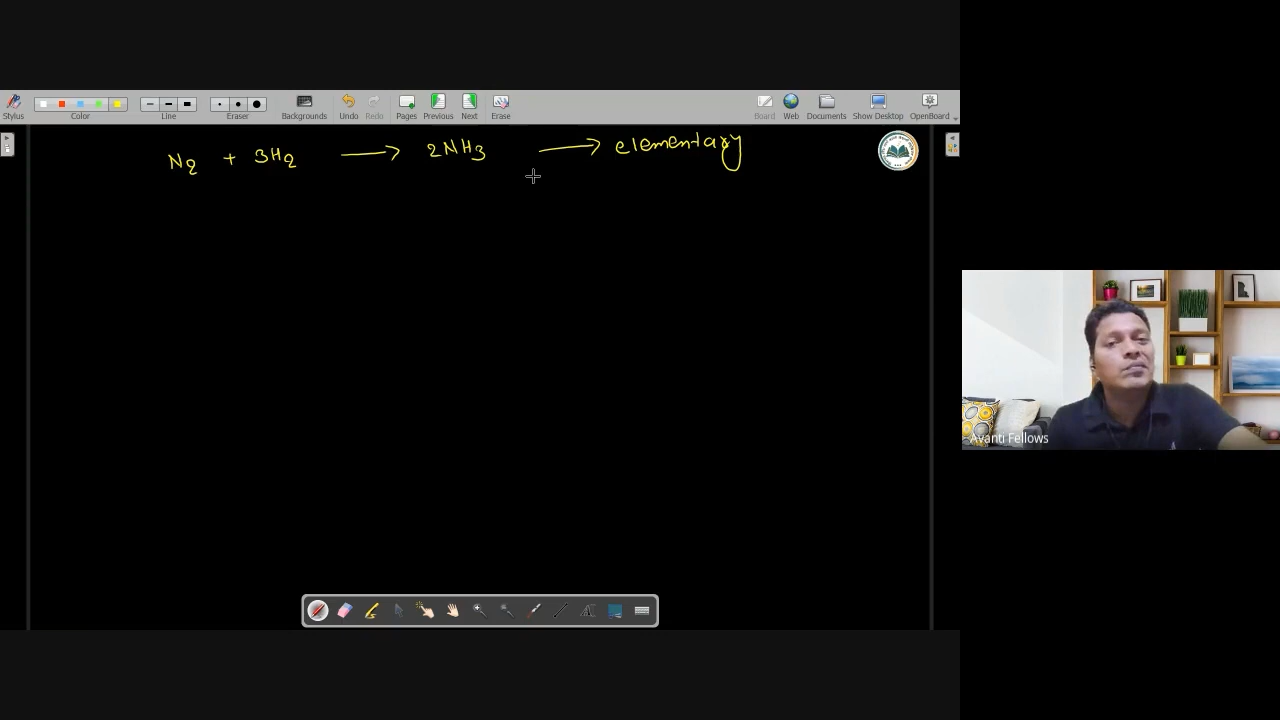 Stylus Color Line Eraser Backgrounds Undo Redo Pages Previous Next Erase Board Web Documents Show Desktop OpenBoard
N2 + 3H2 ⟶ 2NH3 ⟶ elementary
Avanti Fellows